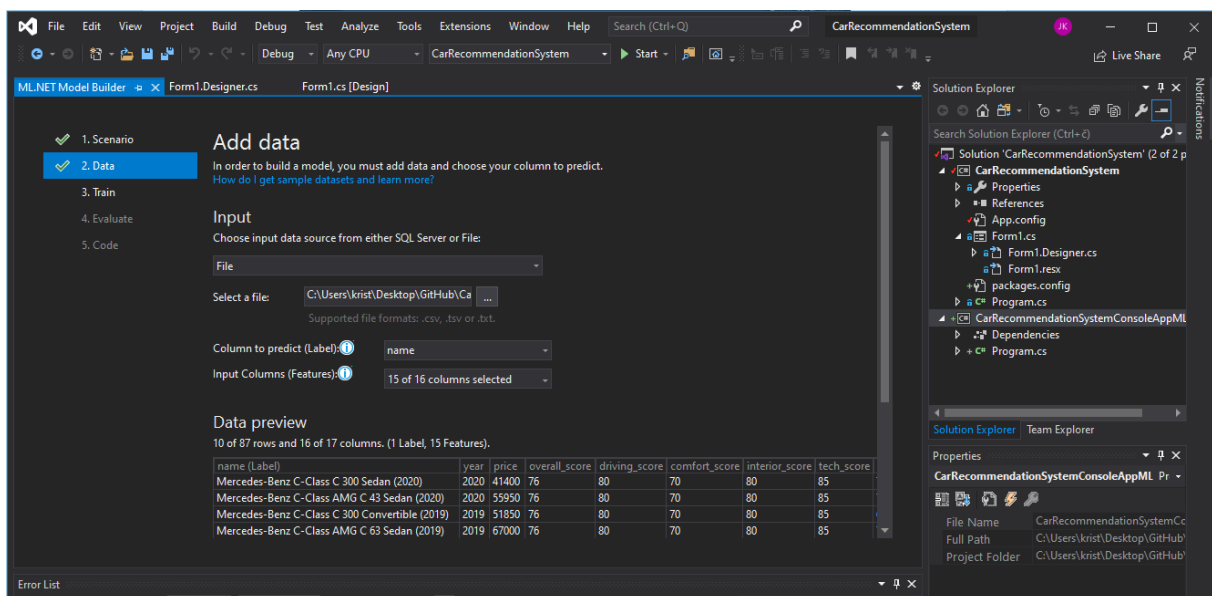 File Edit View Project Build Debug Test Analyze Tools Extensions Window Help Search (Ctrl+Q) CarRecommendationSystem JK
Debug Any CPU CarRecommendationSystem Start Live Share
ML.NET Model Builder Form1.Designer.cs Form1.cs [Design]
1. Scenario
2. Data
3. Train
4. Evaluate
5. Code
Add data
In order to build a model, you must add data and choose your column to predict.
How do I get sample datasets and learn more?
Input
Choose input data source from either SQL Server or File:
File
Select a file: C:\Users\krist\Desktop\GitHub\Ca ...
Supported file formats: .csv, .tsv or .txt.
Column to predict (Label): name
Input Columns (Features): 15 of 16 columns selected
Data preview
10 of 87 rows and 16 of 17 columns. (1 Label, 15 Features).
name (Label) year price overall_score driving_score comfort_score interior_score tech_score
Mercedes-Benz C-Class C 300 Sedan (2020) 2020 41400 76 80 70 80 85
Mercedes-Benz C-Class AMG C 43 Sedan (2020) 2020 55950 76 80 70 80 85
Mercedes-Benz C-Class C 300 Convertible (2019) 2019 51850 76 80 70 80 85
Mercedes-Benz C-Class AMG C 63 Sedan (2019) 2019 67000 76 80 70 80 85
Error List
Solution Explorer
Search Solution Explorer (Ctrl+č)
Solution 'CarRecommendationSystem' (2 of 2 p
C# CarRecommendationSystem
Properties
References
App.config
Form1.cs
Form1.Designer.cs
Form1.resx
packages.config
C# Program.cs
C# CarRecommendationSystemConsoleAppML
Dependencies
C# Program.cs
Solution Explorer Team Explorer
Properties
CarRecommendationSystemConsoleAppML Pr
File Name CarRecommendationSystemCo
Full Path C:\Users\krist\Desktop\GitHub\
Project Folder C:\Users\krist\Desktop\GitHub\
Notifications